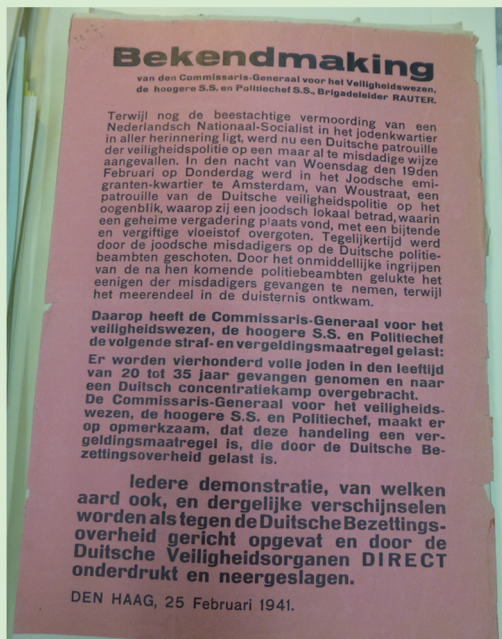 Bekendmaking
van den Commissaris-Generaal voor het Veiligheidswezen,
de hoogere S.S. en Politiechef S.S., Brigadeleider RAUTER.
Terwijl nog de beestachtige vermoording van een
Nederlandsch Nationaal-Socialist in het jodenkwartier
in aller herinnering ligt, werd nu een Duitsche patrouille
der veiligheidspolitie op een maar al te misdadige wijze
aangevallen. In den nacht van Woensdag den 19den
Februari op Donderdag werd in het Joodsche emi-
granten-kwartier te Amsterdam, van Woustraat, een
patrouille van de Duitsche veiligheidspolitie op het
oogenblik, waarop zij een joodsch lokaal betrad, waarin
een geheime vergadering plaats vond, met een bijtende
en vergiftige vloeistof overgoten. Tegelijkertijd werd
door de joodsche misdadigers op de Duitsche politie-
beambten geschoten. Door het onmiddellijke ingrijpen
van de na hen komende politiebeambten gelukte het
eenigen der misdadigers gevangen te nemen, terwijl
het meerendeel in de duisternis ontkwam.
Daarop heeft de Commissaris-Generaal voor het
veiligheidswezen, de hoogere S.S. en Politiechef
de volgende straf- en vergeldingsmaatregel gelast:
Er worden vierhonderd volle joden in den leeftijd
van 20 tot 35 jaar gevangen genomen en naar
een Duitsch concentratiekamp overgebracht.
De Commissaris-Generaal voor het veiligheids-
wezen, de hoogere S.S. en Politiechef, maakt er
op opmerkzaam, dat deze handeling een ver-
geldingsmaatregel is, die door de Duitsche Be-
zettingsoverheid gelast is.
Iedere demonstratie, van welken
aard ook, en dergelijke verschijnselen
worden als tegen de Duitsche Bezettings-
overheid gericht opgevat en door de
Duitsche Veiligheidsorganen DIRECT
onderdrukt en neergeslagen.
DEN HAAG, 25 Februari 1941.